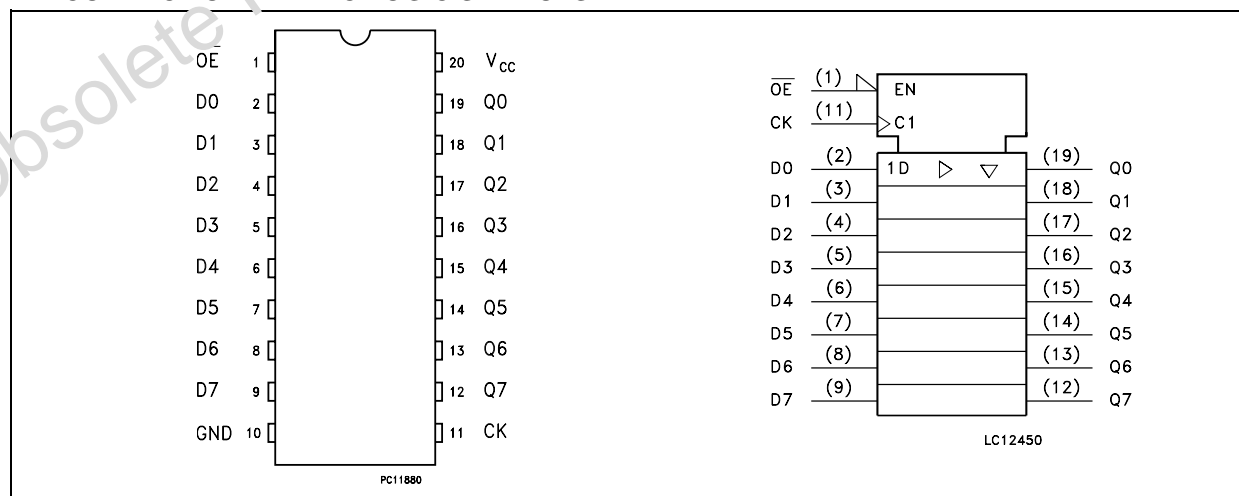 Obsolete
OE 1 20 VCC
D0 2 19 Q0
D1 3 18 Q1
D2 4 17 Q2
D3 5 16 Q3
D4 6 15 Q4
D5 7 14 Q5
D6 8 13 Q6
D7 9 12 Q7
GND 10 11 CK
PC11880
OE (1) EN
CK (11) C1
D0 (2) 1D (19) Q0
D1 (3) (18) Q1
D2 (4) (17) Q2
D3 (5) (16) Q3
D4 (6) (15) Q4
D5 (7) (14) Q5
D6 (8) (13) Q6
D7 (9) (12) Q7
LC12450